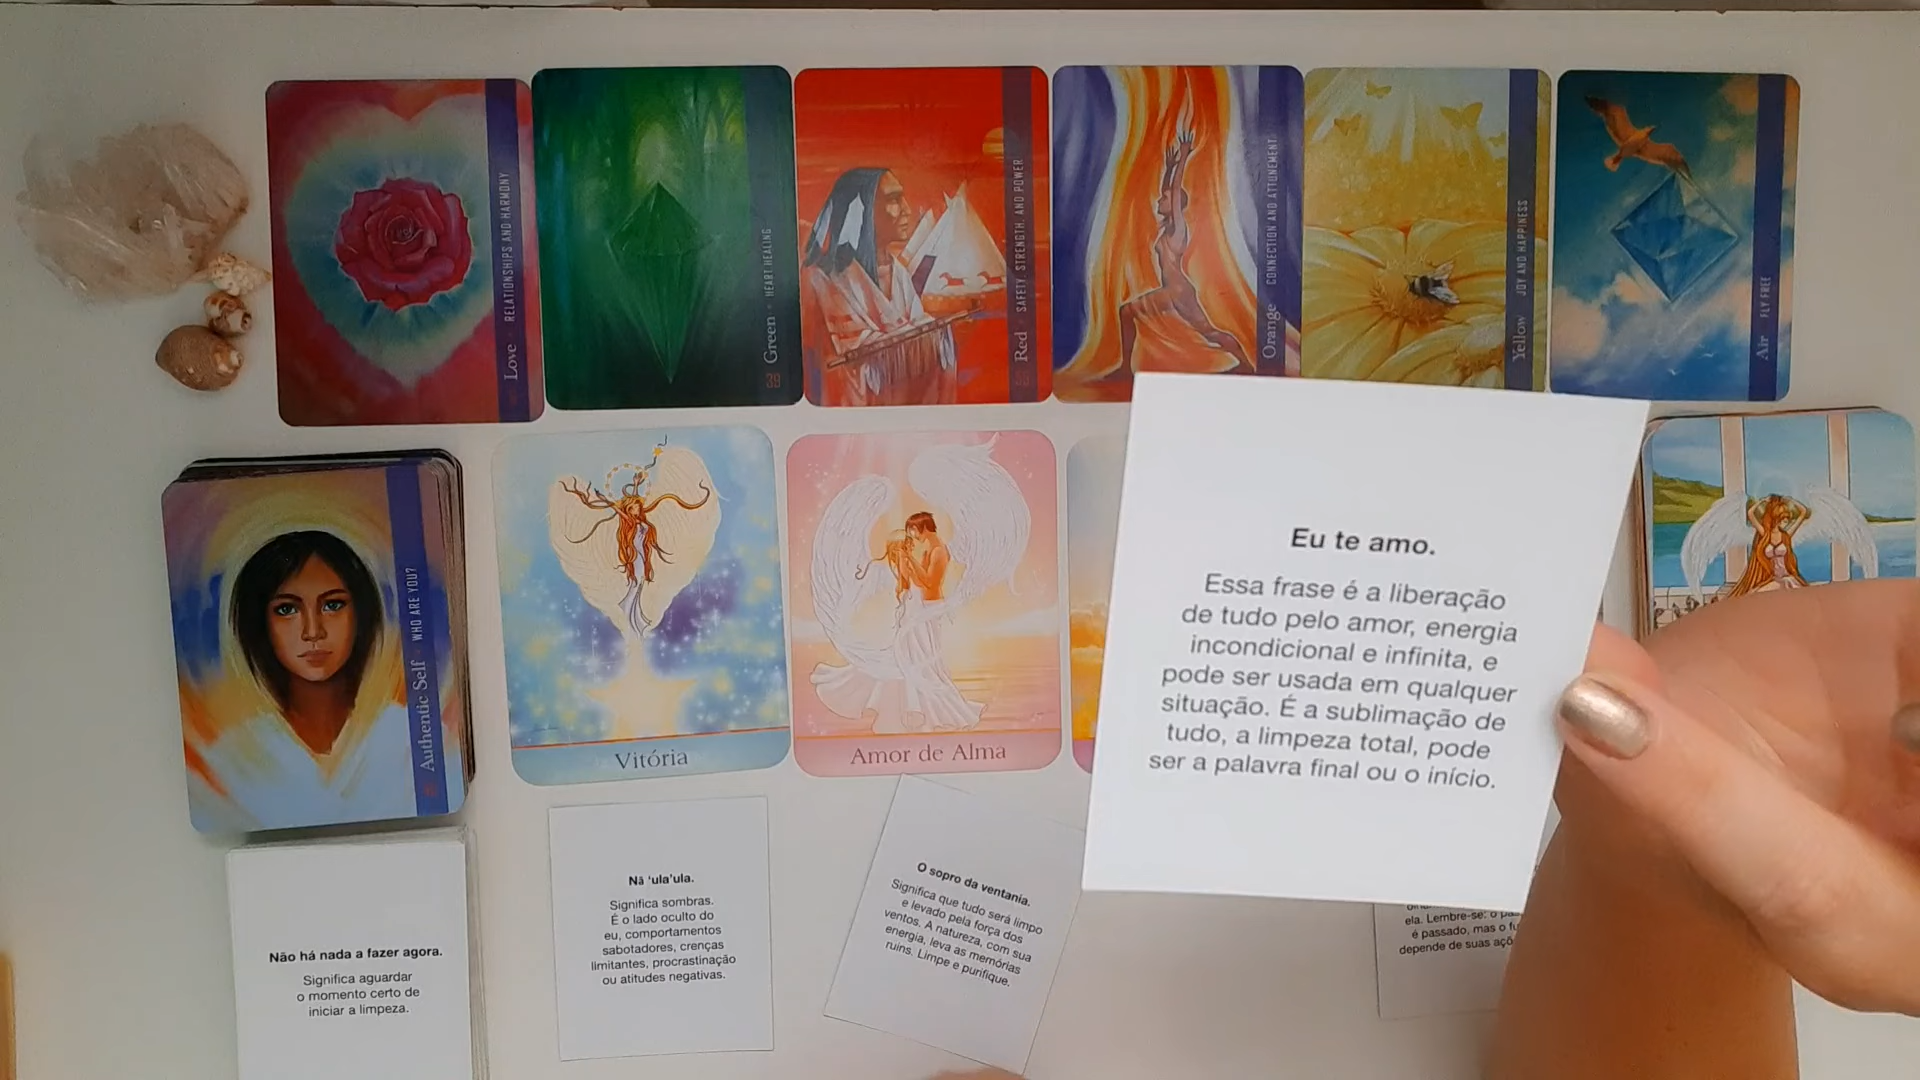 Love RELATIONSHIPS AND HARMONY
39 Green HEART HEALING
Red SAFETY, STRENGTH, AND POWER
Orange CONNECTION AND ATTUNEMENT
Yellow JOY AND HAPPINESS
Air FLY FREE
Authentic Self WHO ARE YOU?
Vitória
Amor de Alma
Eu te amo.
Essa frase é a liberação
de tudo pelo amor, energia
incondicional e infinita, e
pode ser usada em qualquer
situação. É a sublimação de
tudo, a limpeza total, pode
ser a palavra final ou o início.
Não há nada a fazer agora.
Significa aguardar
o momento certo de
iniciar a limpeza.
Nā ‘ula’ula.
Significa sombras.
É o lado oculto do
eu, comportamentos
sabotadores, crenças
limitantes, procrastinação
ou atitudes negativas.
O sopro da ventania.
Significa que tudo será limpo
e levado pela força dos
ventos. A natureza, com sua
energia, leva as memórias
ruins. Limpe e purifique.
ela. Lembre-se: o
é passado, mas o
depende de suas